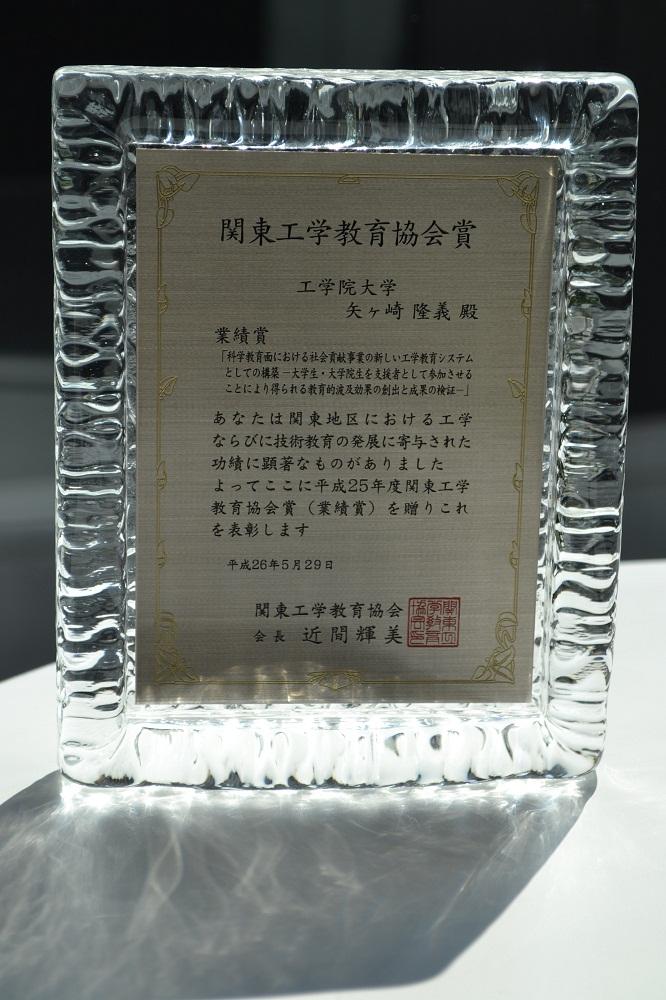 関東工学教育協会賞
工学院大学
矢ヶ崎 隆義 殿
業績賞
「科学教育面における社会貢献事業の新しい工学教育システム
としての構築 ―大学生・大学院生を支援者として参加させる
ことにより得られる教育的波及効果の創出と成果の検証―」
あなたは関東地区における工学
ならびに技術教育の発展に寄与された
功績に顕著なものがありました
よってここに平成25年度関東工学
教育協会賞（業績賞）を贈りこれ
を表彰します
平成26年5月29日
関東工学教育協会
会長 近間輝美